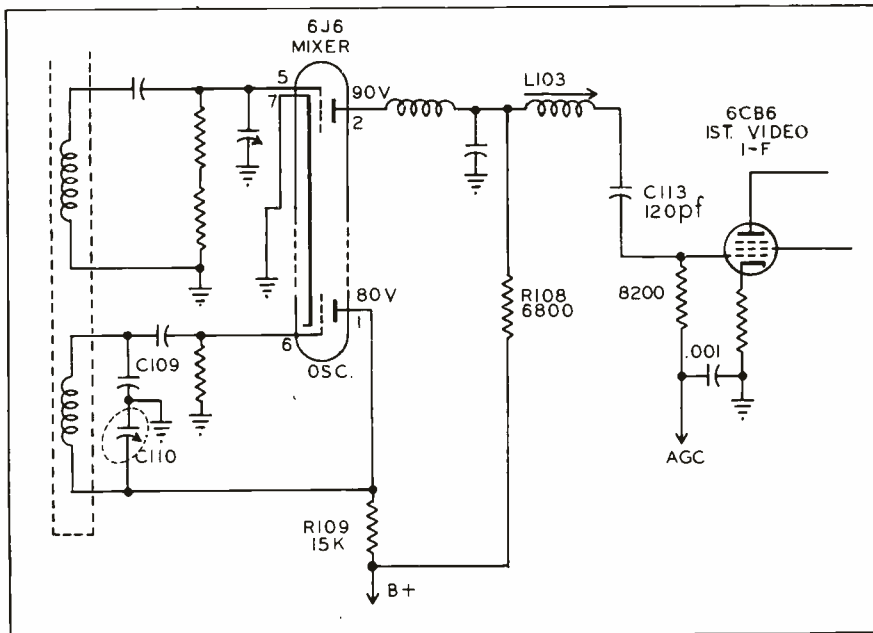 6J6
MIXER
5
7
90V
2
L103
6CB6
1ST. VIDEO
I-F
C113
120pf
80V
1
R108
6800
8200
6
OSC.
C109
.001
C110
AGC
R109
15K
B+